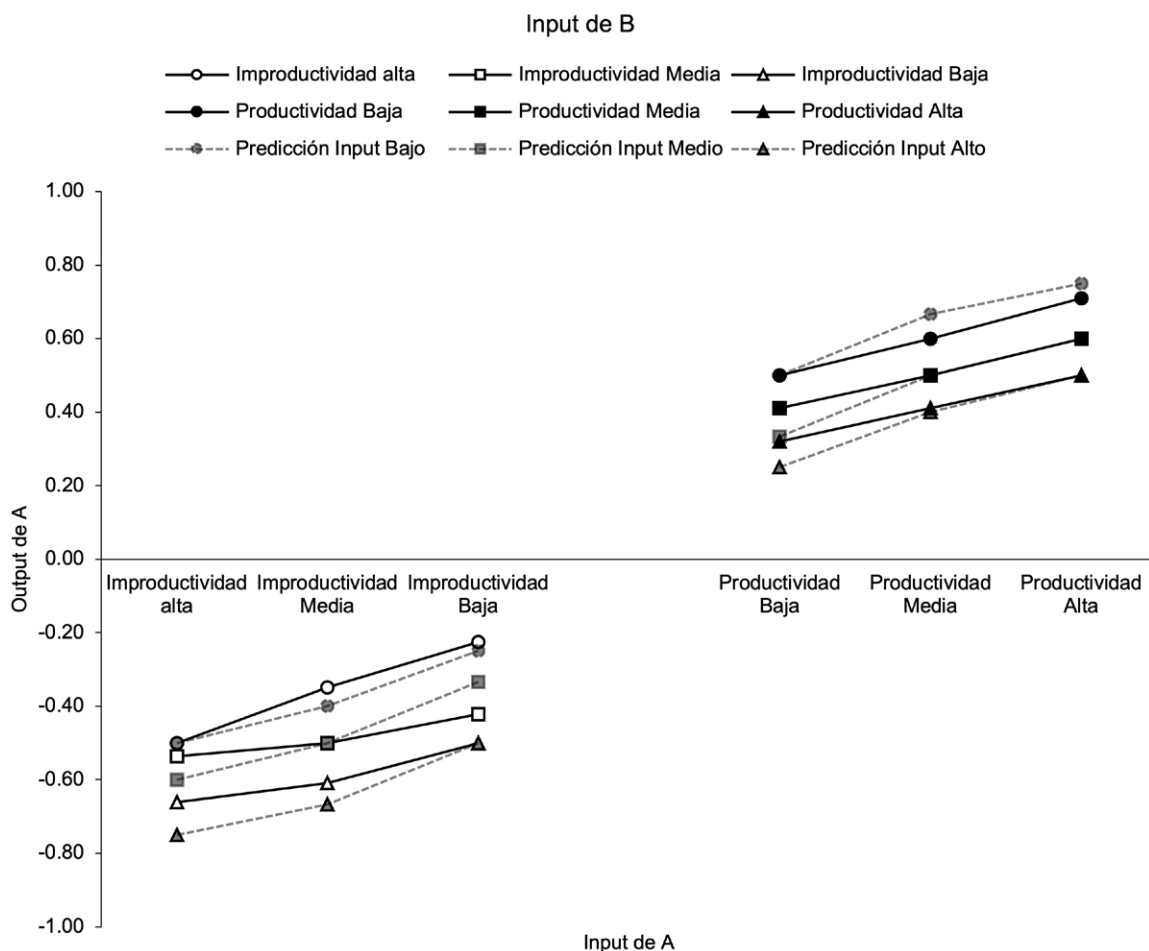 Input de B
Improductividad alta
Improductividad Media
Improductividad Baja
Productividad Baja
Productividad Media
Productividad Alta
Predicción Input Bajo
Predicción Input Medio
Predicción Input Alto
1.00
0.80
0.60
0.40
0.20
0.00
-0.20
-0.40
-0.60
-0.80
-1.00
Output de A
Improductividad
alta
Improductividad
Media
Improductividad
Baja
Productividad
Baja
Productividad
Media
Productividad
Alta
Input de A